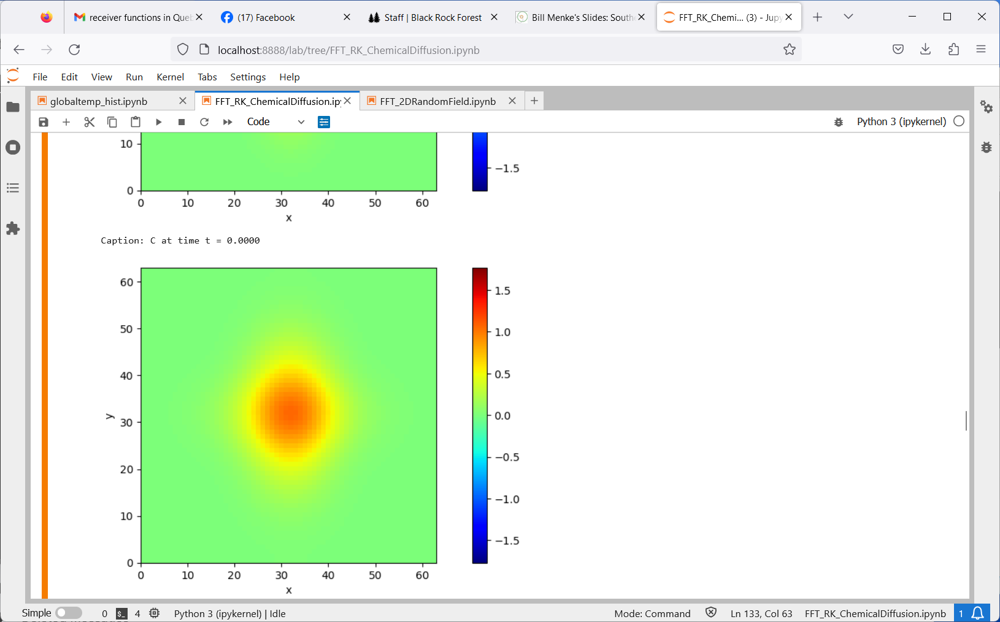 receiver functions in Queb
(17) Facebook
Staff | Black Rock Forest
Bill Menke's Slides: South
FFT_RK_Chemi... (3) - Jupy
localhost:8888/lab/tree/FFT_RK_ChemicalDiffusion.ipynb
File Edit View Run Kernel Tabs Settings Help
globaltemp_hist.ipynb
FFT_RK_ChemicalDiffusion.ipy
FFT_2DRandomField.ipynb
Code
Python 3 (ipykernel)
10
0
0 10 20 30 40 50 60
x
−1.5
Caption: C at time t = 0.0000
60
50
40
30
20
10
0
y
0 10 20 30 40 50 60
x
1.5
1.0
0.5
0.0
−0.5
−1.0
−1.5
Simple 0 $_ 4 Python 3 (ipykernel) | Idle Mode: Command Ln 133, Col 63 FFT_RK_ChemicalDiffusion.ipynb 1